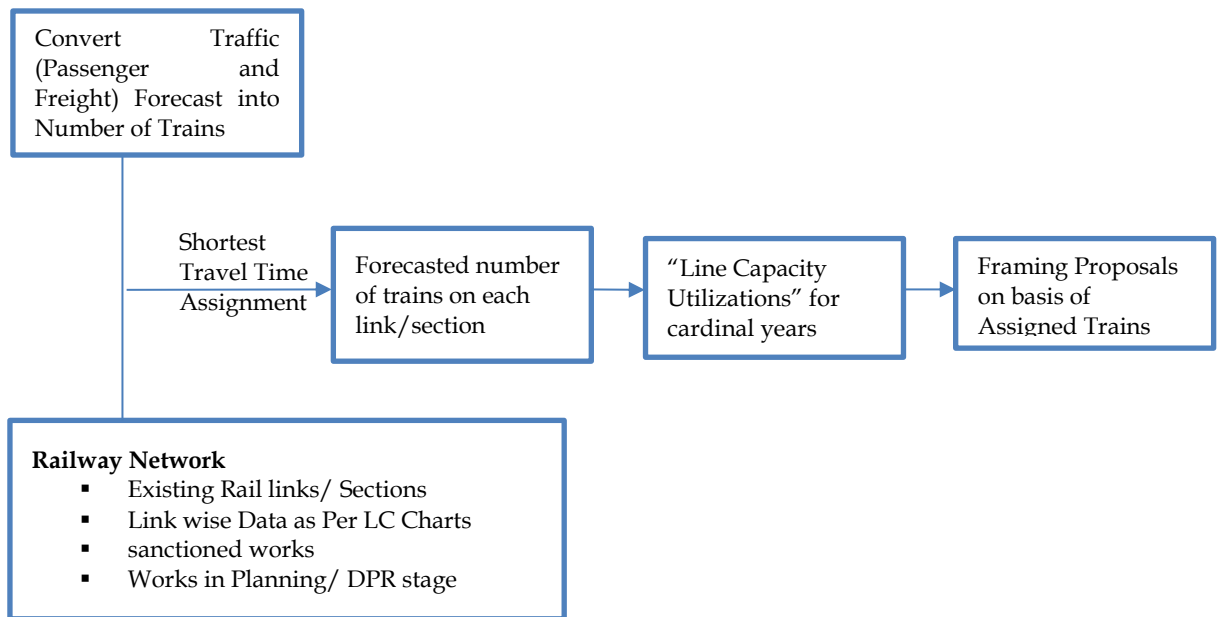 Convert Traffic
(Passenger and
Freight) Forecast into
Number of Trains
Shortest
Travel Time
Assignment
Forecasted number
of trains on each
link/section
“Line Capacity
Utilizations” for
cardinal years
Framing Proposals
on basis of
Assigned Trains
Railway Network
▪ Existing Rail links/ Sections
▪ Link wise Data as Per LC Charts
▪ sanctioned works
▪ Works in Planning/ DPR stage